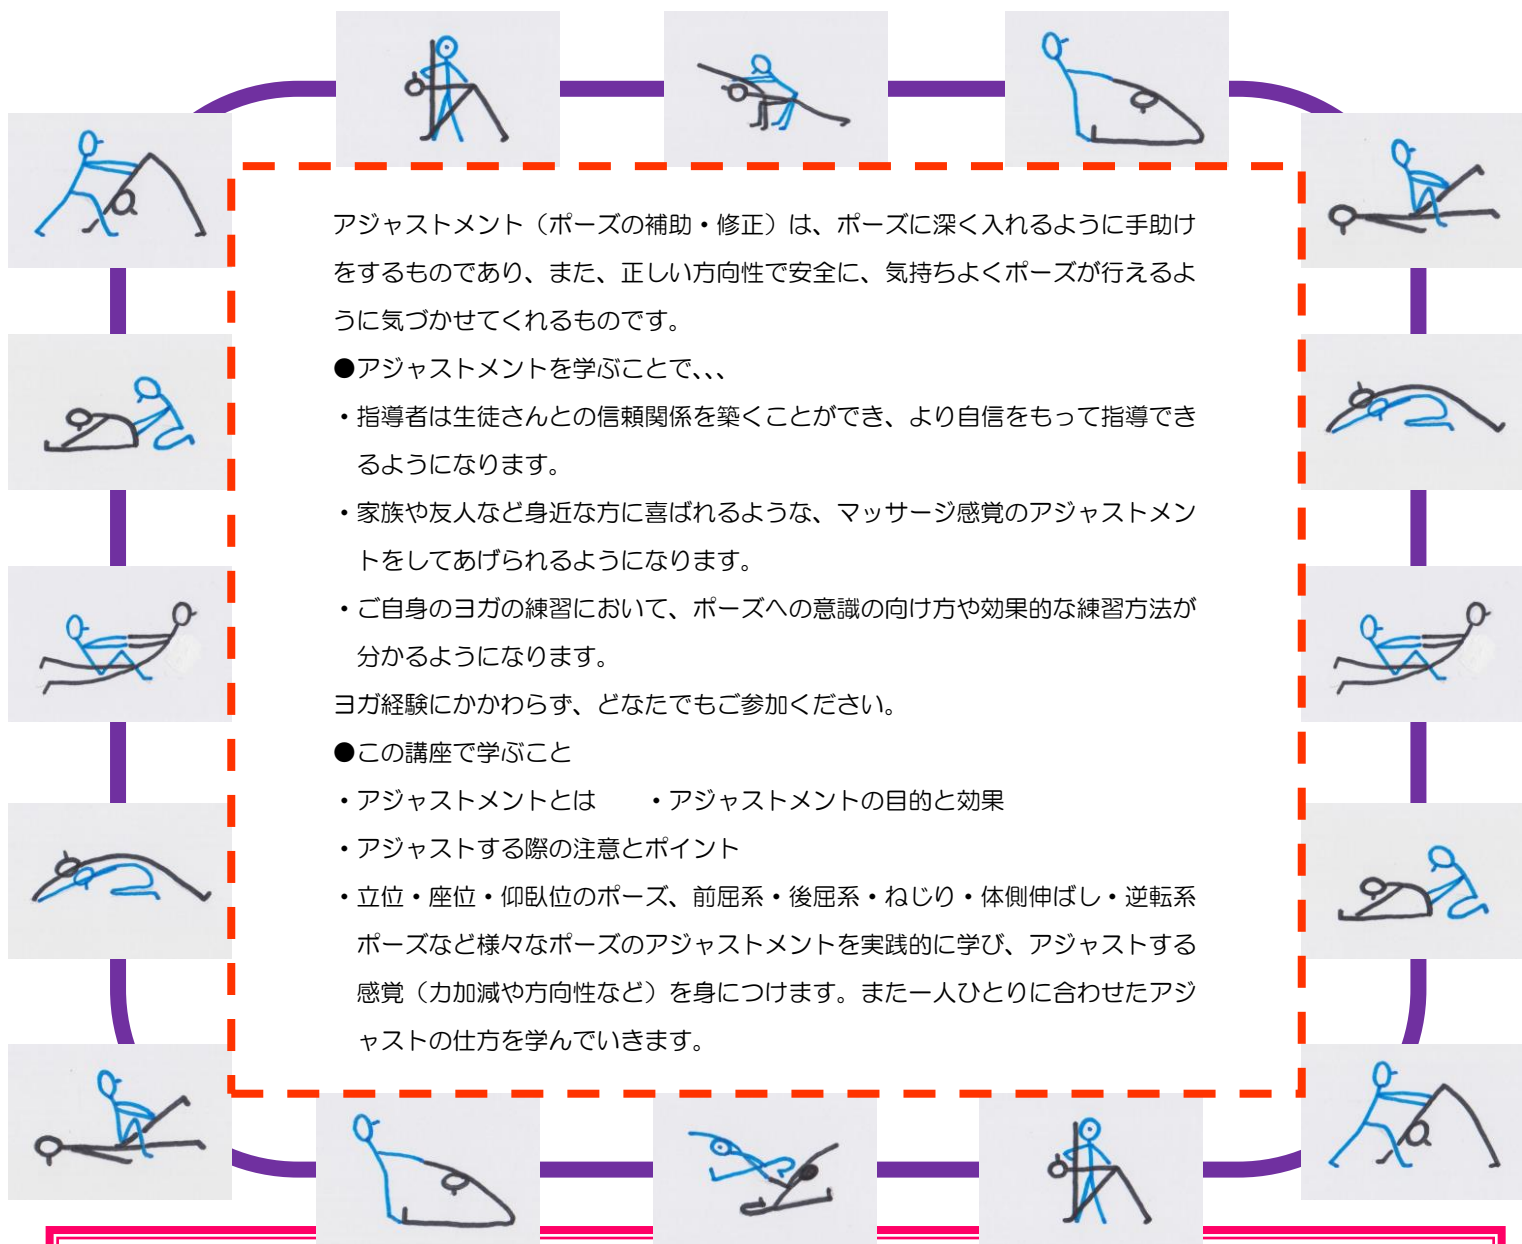 アジャストメント（ポーズの補助・修正）は、ポーズに深く入れるように手助け
をするものであり、また、正しい方向性で安全に、気持ちよくポーズが行えるよ
うに気づかせてくれるものです。
●アジャストメントを学ぶことで、、、
・指導者は生徒さんとの信頼関係を築くことができ、より自信をもって指導でき
るようになります。
・家族や友人など身近な方に喜ばれるような、マッサージ感覚のアジャストメン
トをしてあげられるようになります。
・ご自身のヨガの練習において、ポーズへの意識の向け方や効果的な練習方法が
分かるようになります。
ヨガ経験にかかわらず、どなたでもご参加ください。
●この講座で学ぶこと
・アジャストメントとは　　・アジャストメントの目的と効果
・アジャストする際の注意とポイント
・立位・座位・仰臥位のポーズ、前屈系・後屈系・ねじり・体側伸ばし・逆転系
ポーズなど様々なポーズのアジャストメントを実践的に学び、アジャストする
感覚（力加減や方向性など）を身につけます。また一人ひとりに合わせたアジ
ャストの仕方を学んでいきます。